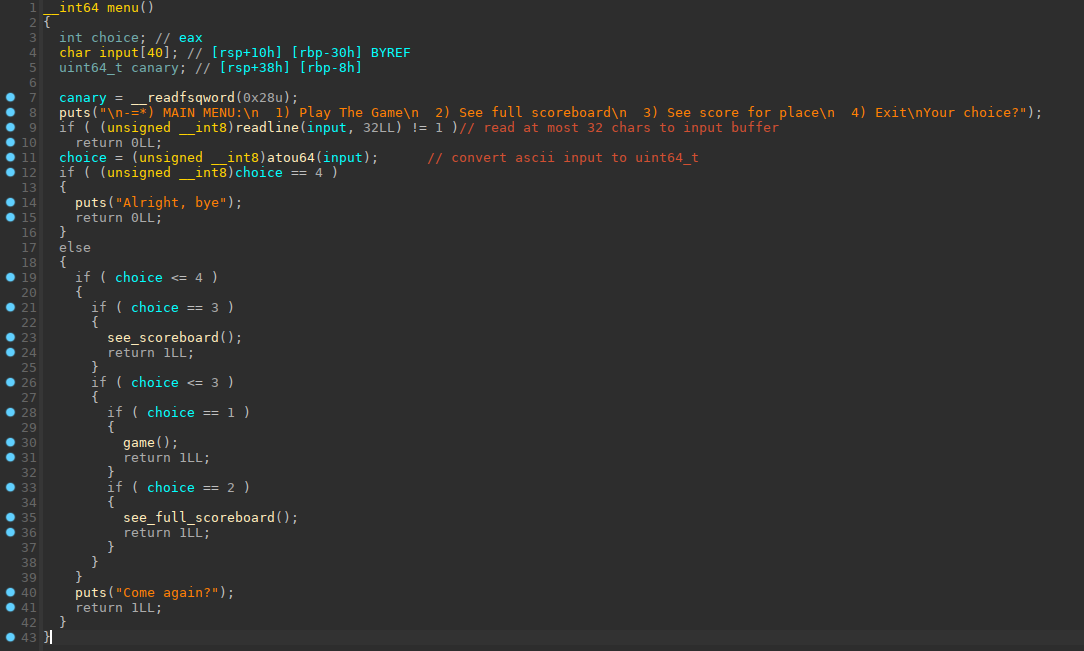 1 __int64 menu()
2 {
3   int choice; // eax
4   char input[40]; // [rsp+10h] [rbp-30h] BYREF
5   uint64_t canary; // [rsp+38h] [rbp-8h]
6
7   canary = __readfsqword(0x28u);
8   puts("\n-=*) MAIN MENU:\n  1) Play The Game\n  2) See full scoreboard\n  3) See score for place\n  4) Exit\nYour choice?");
9   if ( (unsigned __int8)readline(input, 32LL) != 1 )// read at most 32 chars to input buffer
10     return 0LL;
11   choice = (unsigned __int8)atou64(input);      // convert ascii input to uint64_t
12   if ( (unsigned __int8)choice == 4 )
13   {
14     puts("Alright, bye");
15     return 0LL;
16   }
17   else
18   {
19     if ( choice <= 4 )
20     {
21       if ( choice == 3 )
22       {
23         see_scoreboard();
24         return 1LL;
25       }
26       if ( choice <= 3 )
27       {
28         if ( choice == 1 )
29         {
30           game();
31           return 1LL;
32         }
33         if ( choice == 2 )
34         {
35           see_full_scoreboard();
36           return 1LL;
37         }
38       }
39     }
40     puts("Come again?");
41     return 1LL;
42   }
43 }